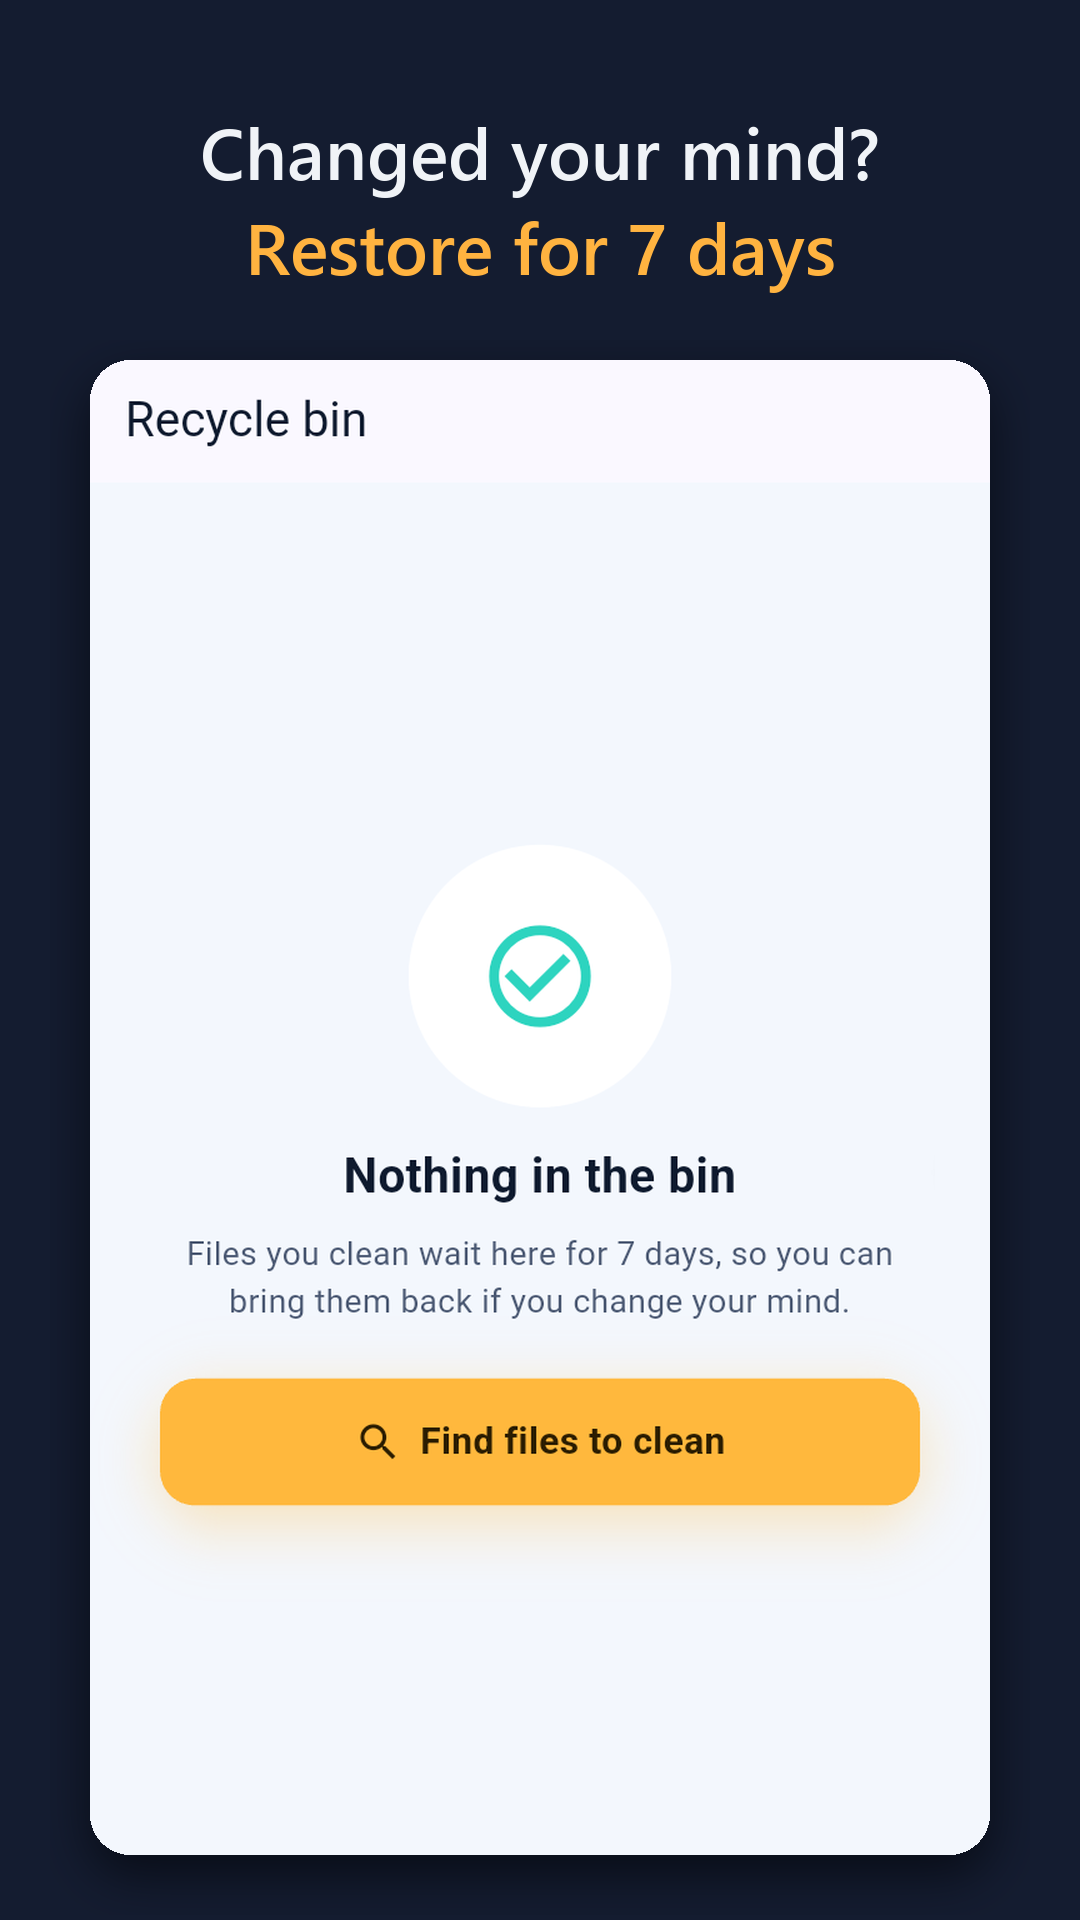 Changed your mind?
Restore for 7 days
Recycle bin
Nothing in the bin
Files you clean wait here for 7 days, so you can
bring them back if you change your mind.
Find files to clean